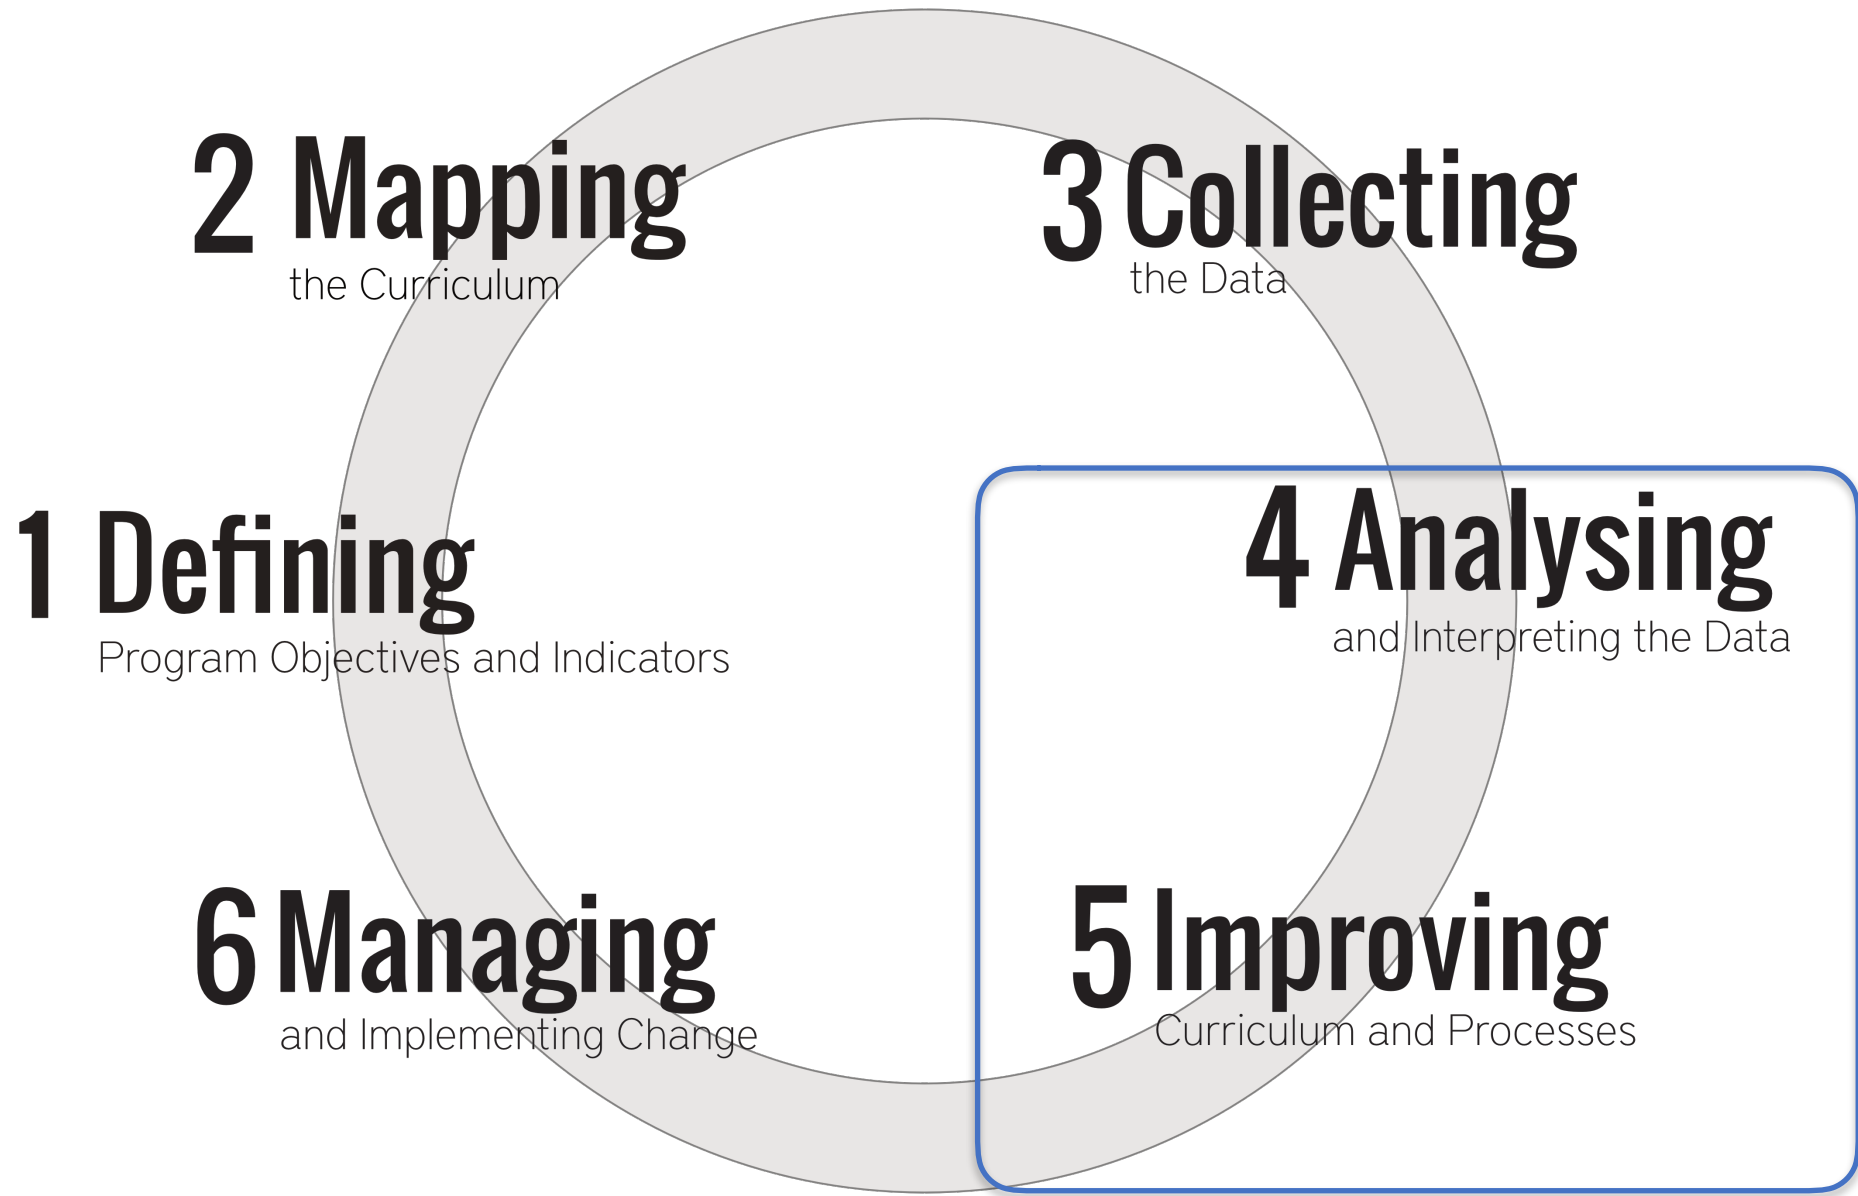 2 Mapping
the Curriculum
3 Collecting
the Data
1 Defining
Program Objectives and Indicators
4 Analysing
and Interpreting the Data
6 Managing
and Implementing Change
5 Improving
Curriculum and Processes